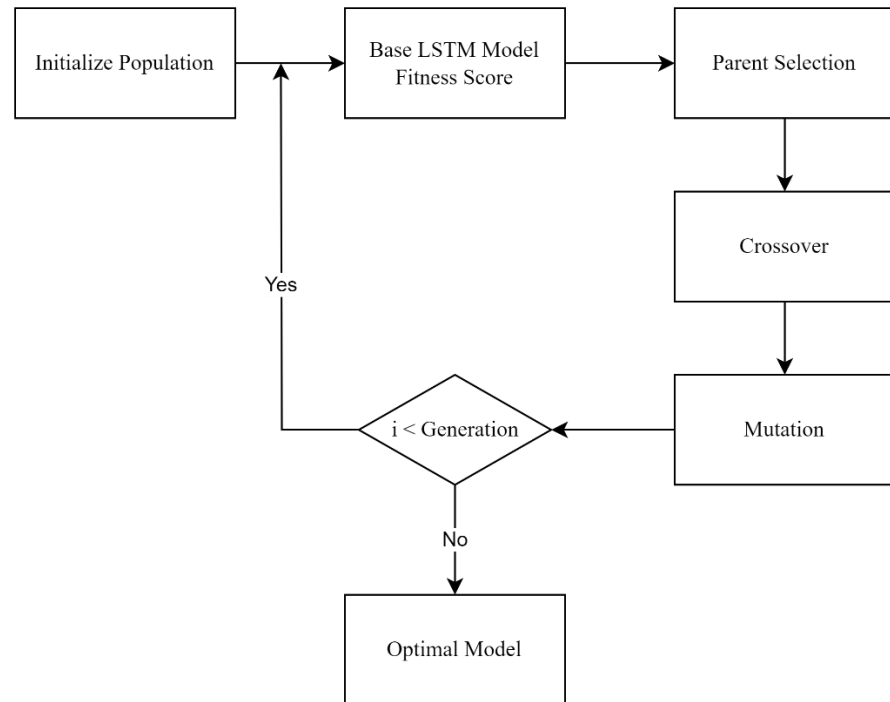 Initialize Population
Base LSTM Model
Fitness Score
Parent Selection
Crossover
Yes
i < Generation
Mutation
No
Optimal Model